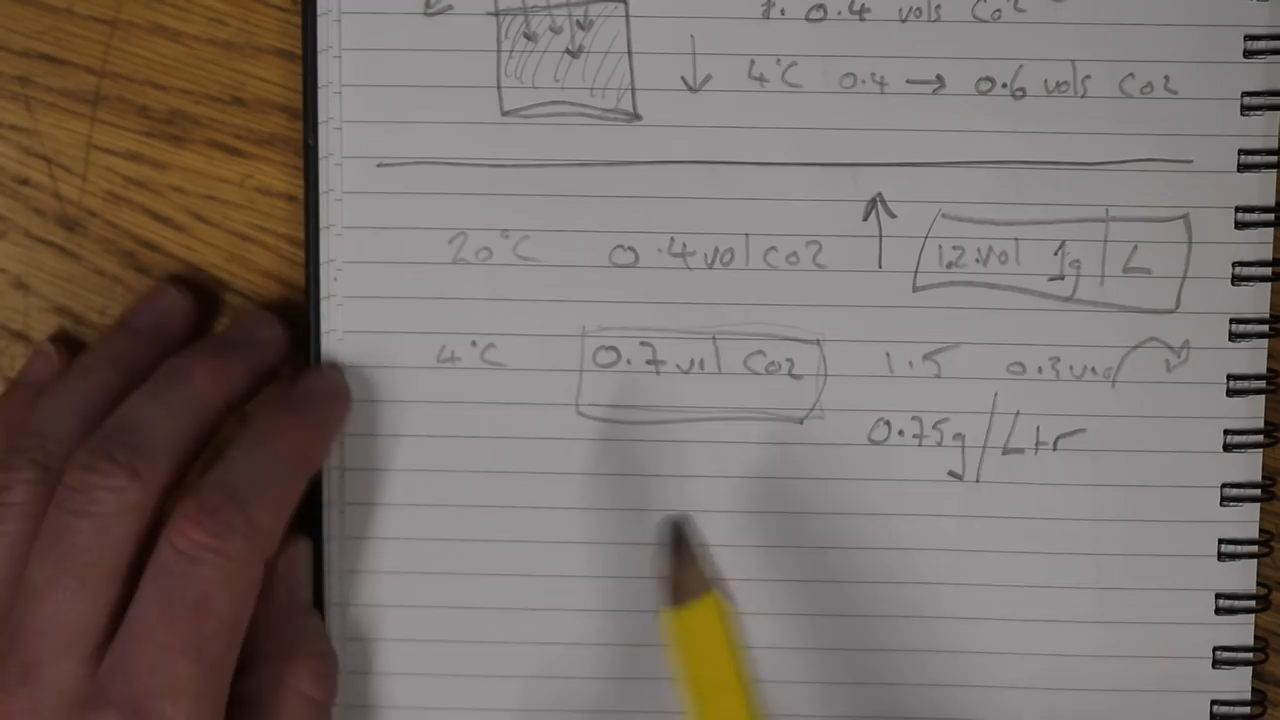 0.4 vols Co2
4°C 0.4 → 0.6 vols Co2
20°C 0.4 vol co2 ↑ 1.2 vol 1g / L
4°C 0.7 vol Co2 1.5 0.3
0.75g/Ltr